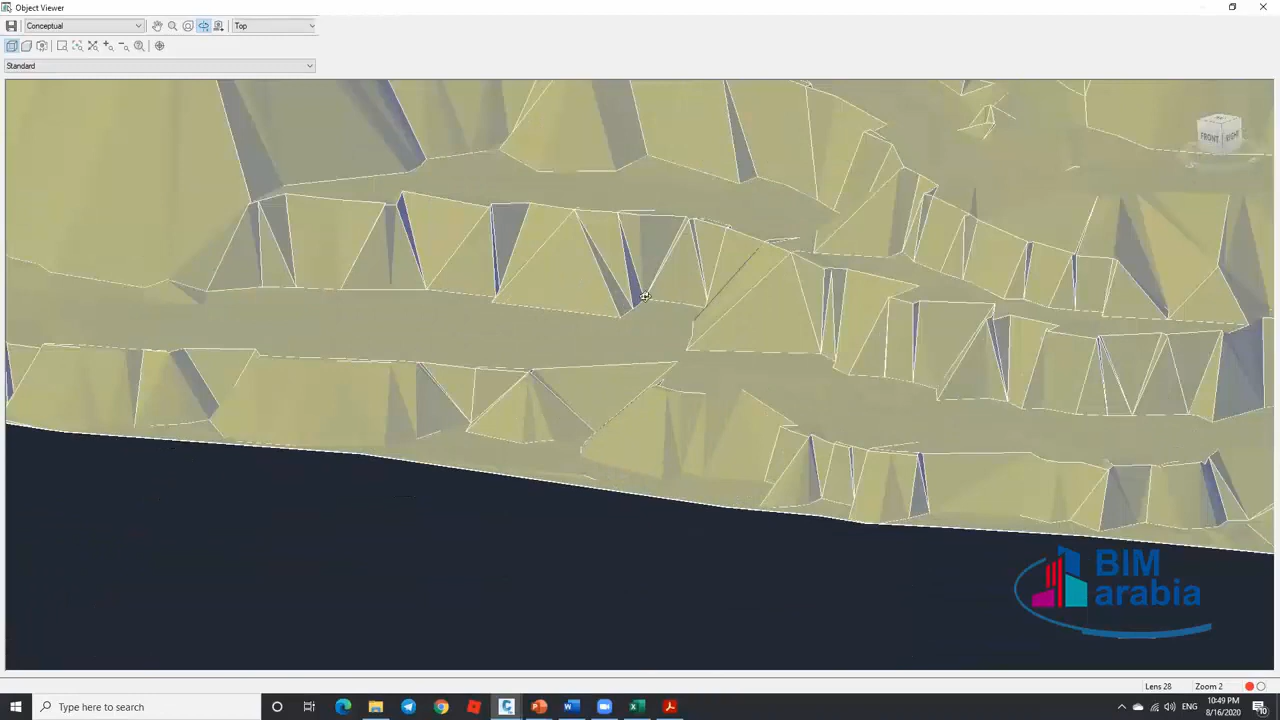 Object Viewer
Conceptual
Top
Standard
FRONT
RIGHT
BIM
arabia
Lens 28
Zoom 2
Type here to search
ENG
10:49 PM
8/16/2020